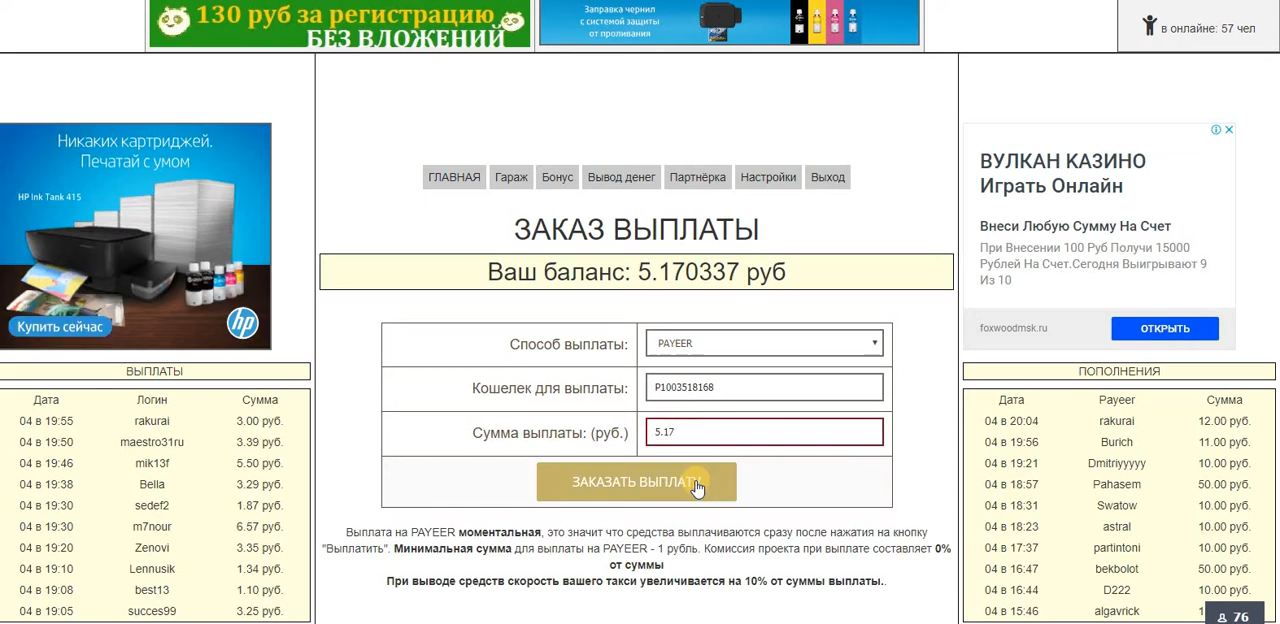 130 руб за регистрацию
БЕЗ ВЛОЖЕНИЙ
Заправка чернил
с системой защиты
от проливания
в онлайне: 57 чел
Никаких картриджей.
Печатай с умом
HP Ink Tank 415
Купить сейчас
hp
ГЛАВНАЯ Гараж Бонус Вывод денег Партнёрка Настройки Выход
ЗАКАЗ ВЫПЛАТЫ
Ваш баланс: 5.170337 руб
Способ выплаты: PAYEER
Кошелек для выплаты: P1003518168
Сумма выплаты: (руб.) 5.17
ЗАКАЗАТЬ ВЫПЛАТУ
Выплата на PAYEER моментальная, это значит что средства выплачиваются сразу после нажатия на кнопку
"Выплатить". Минимальная сумма для выплаты на PAYEER - 1 рубль. Комиссия проекта при выплате составляет 0%
от суммы
При выводе средств скорость вашего такси увеличивается на 10% от суммы выплаты..
ВУЛКАН КАЗИНО
Играть Онлайн
Внеси Любую Сумму На Счет
При Внесении 100 Руб Получи 15000
Рублей На Счет.Сегодня Выигрывают 9
Из 10
foxwoodmsk.ru
ОТКРЫТЬ
ВЫПЛАТЫ
Дата Логин Сумма
04 в 19:55 rakurai 3.00 руб.
04 в 19:50 maestro31ru 3.39 руб.
04 в 19:46 mik13f 5.50 руб.
04 в 19:38 Bella 3.29 руб.
04 в 19:30 sedef2 1.87 руб.
04 в 19:30 m7nour 6.57 руб.
04 в 19:20 Zenovi 3.35 руб.
04 в 19:10 Lennusik 1.34 руб.
04 в 19:08 best13 1.10 руб.
04 в 19:05 succes99 3.25 руб.
ПОПОЛНЕНИЯ
Дата Payeer Сумма
04 в 20:04 rakurai 12.00 руб.
04 в 19:56 Burich 11.00 руб.
04 в 19:21 Dmitriyyyyy 10.00 руб.
04 в 18:57 Pahasem 50.00 руб.
04 в 18:31 Swatow 10.00 руб.
04 в 18:23 astral 10.00 руб.
04 в 17:37 partintoni 10.00 руб.
04 в 16:47 bekbolot 50.00 руб.
04 в 16:44 D222 10.00 руб.
04 в 15:46 algavrick
76